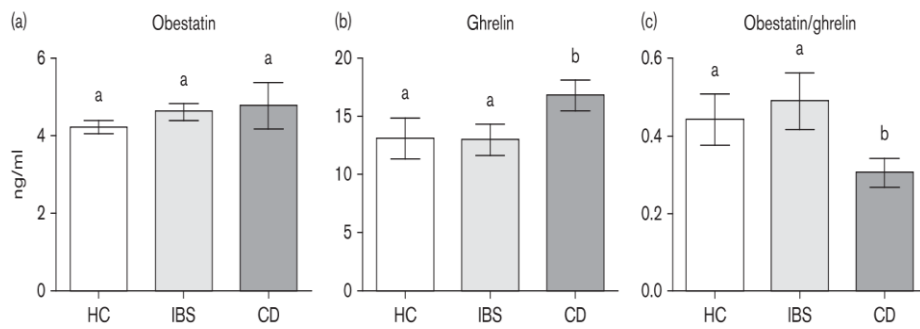 (a) Obestatin
ng/ml
6
4
2
0
a a a
HC IBS CD
(b) Ghrelin
20
15
10
5
0
a a b
HC IBS CD
(c) Obestatin/ghrelin
0.6
0.4
0.2
0.0
a a b
HC IBS CD